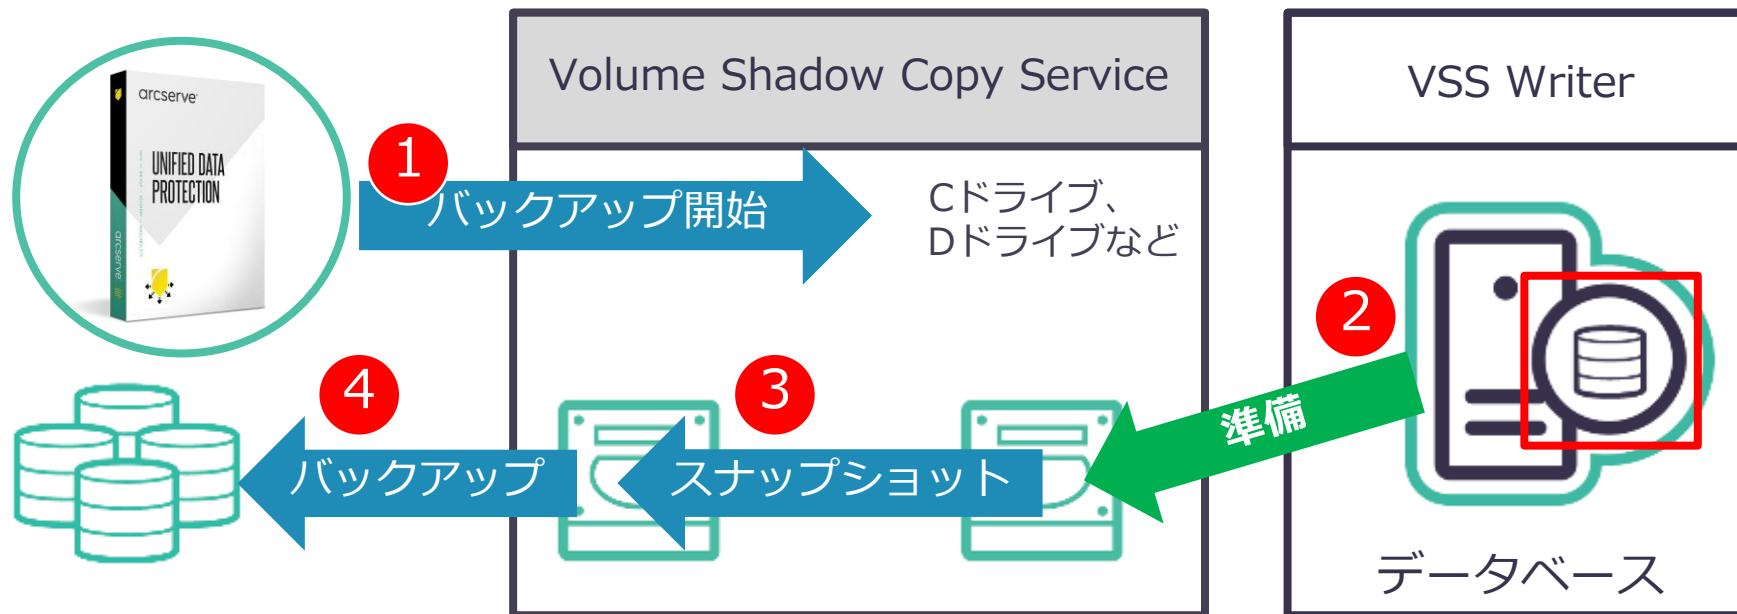 Volume Shadow Copy Service
VSS Writer
arcserve
UNIFIED DATA
PROTECTION
arcserve
1
バックアップ開始
Cドライブ、
Dドライブなど
2
準備
3
スナップショット
4
バックアップ
データベース